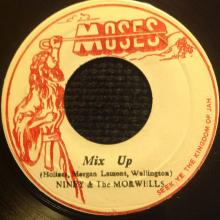 MOSES
Mix Up
(Holness, Morgan Lamont, Wellington)
NINEY & The MORWELLS
SEEK YE THE KINGDOM OF JAH